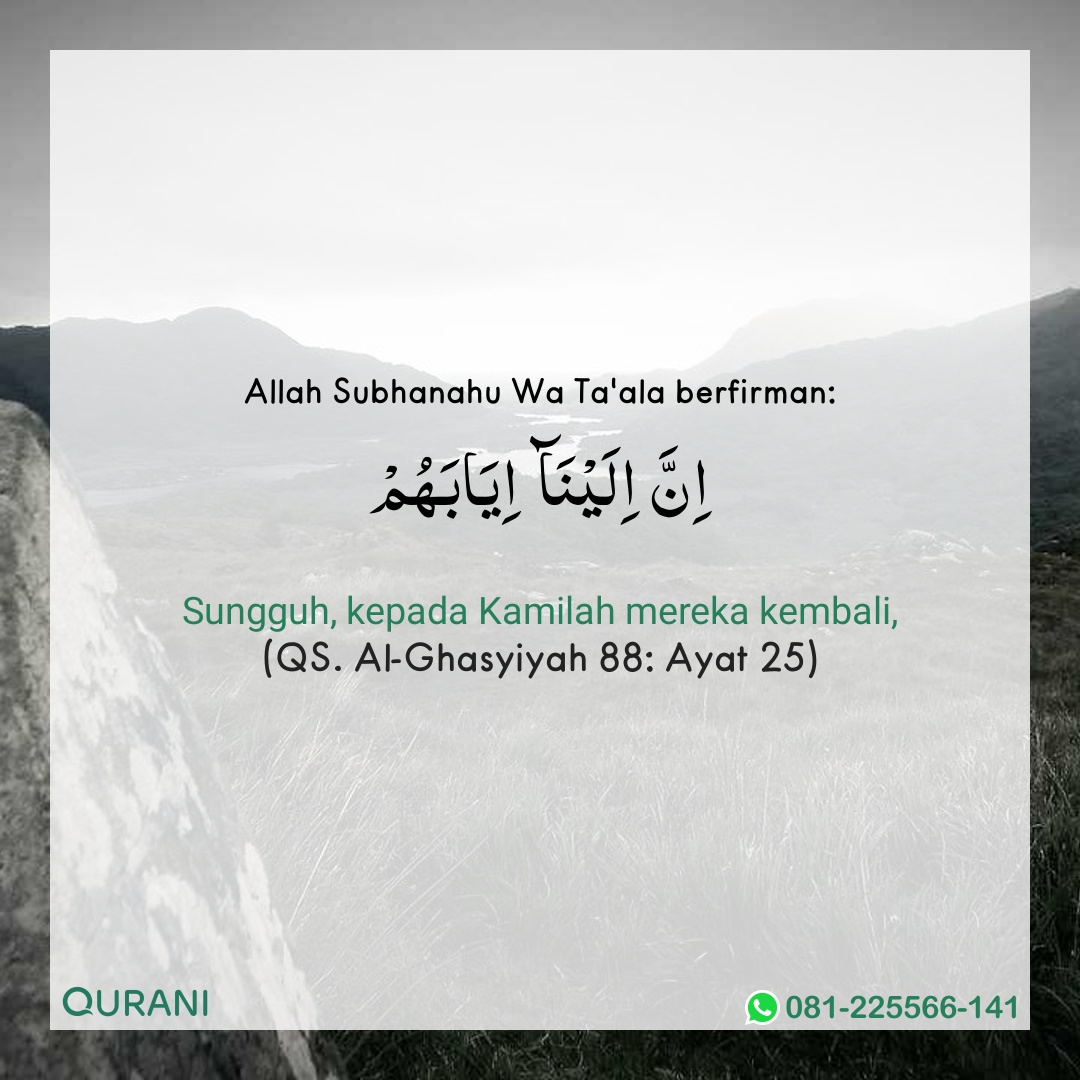 Allah Subhanahu Wa Ta'ala berfirman:
اِنَّ اِلَيْنَاۤ اِيَابَهُمْ
Sungguh, kepada Kamilah mereka kembali,
(QS. Al-Ghasyiyah 88: Ayat 25)
QURANI
081-225566-141